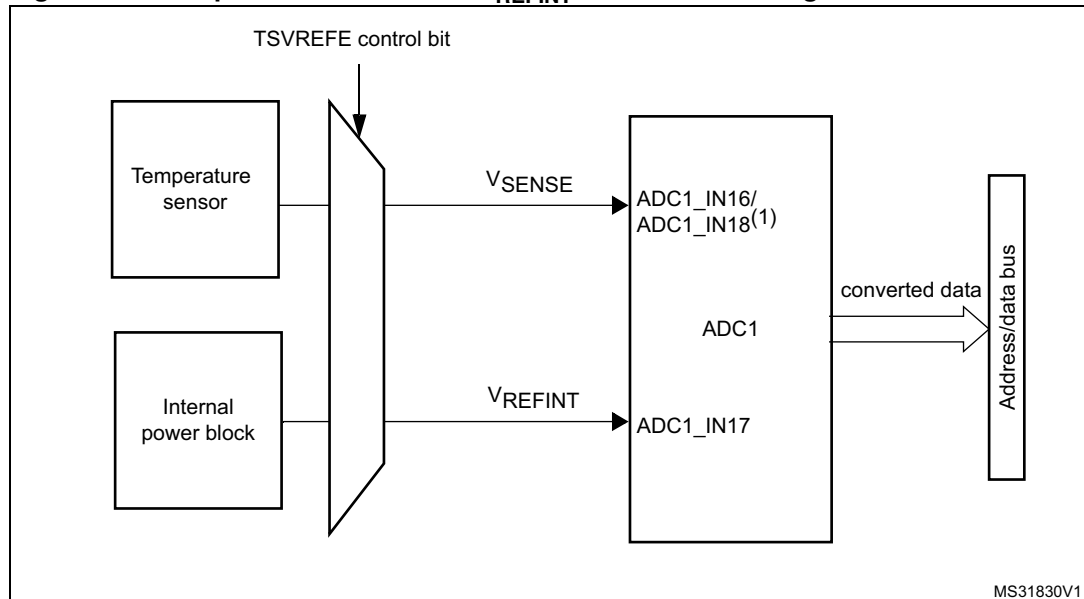 REFINT
TSVREFE control bit
Temperature
sensor
VSENSE
ADC1_IN16/
ADC1_IN18(1)
converted data
Address/data bus
ADC1
Internal
power block
VREFINT
ADC1_IN17
MS31830V1